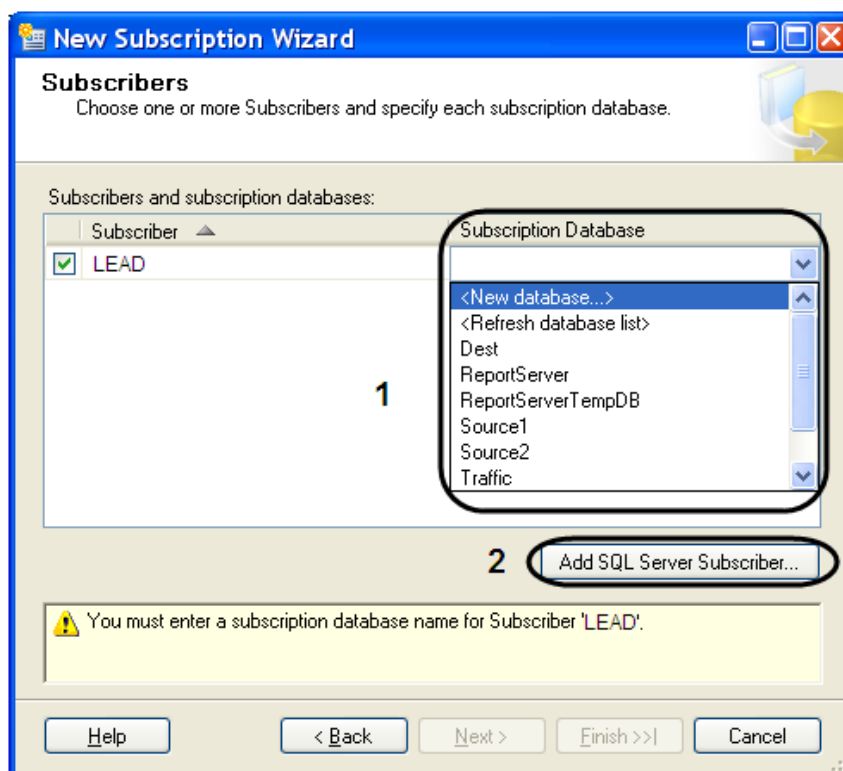 New Subscription Wizard
Subscribers
Choose one or more Subscribers and specify each subscription database.
Subscribers and subscription databases:
Subscriber
Subscription Database
LEAD
<New database...>
<Refresh database list>
Dest
ReportServer
ReportServerTempDB
Source1
Source2
Traffic
1
2
Add SQL Server Subscriber...
You must enter a subscription database name for Subscriber 'LEAD'.
Help
< Back
Next >
Finish >>|
Cancel